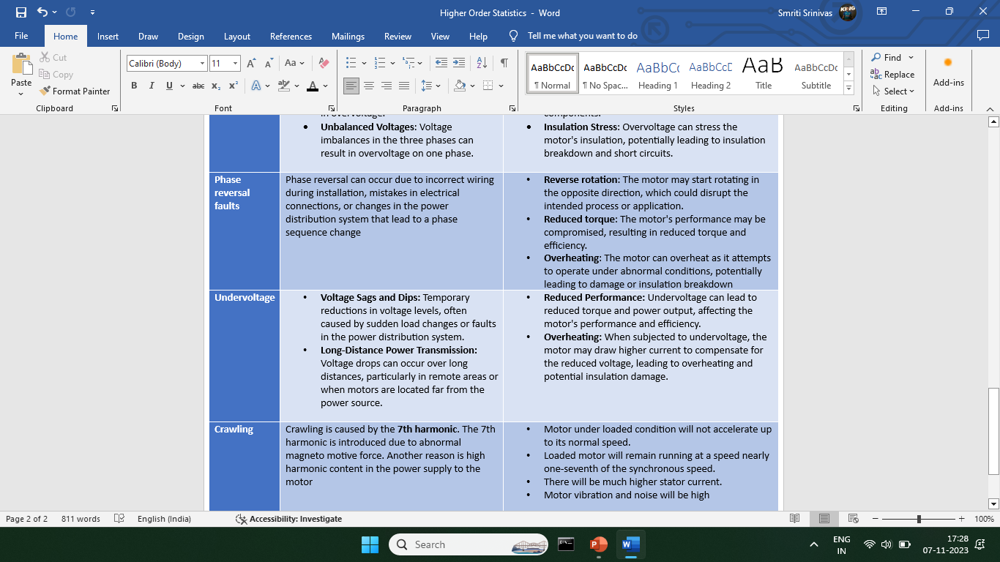 Higher Order Statistics - Word
Smriti Srinivas
File Home Insert Draw Design Layout References Mailings Review View Help Tell me what you want to do
Paste
Cut
Copy
Format Painter
Clipboard
Calibri (Body) 11
Font
Paragraph
AaBbCcDc AaBbCcDc AaBbCc AaBbCcD AaB AaBbCcDc
¶ Normal ¶ No Spac... Heading 1 Heading 2 Title Subtitle
Styles
Find
Replace
Select
Editing
Add-ins
Add-ins
in overvoltage.
• Unbalanced Voltages: Voltage
imbalances in the three phases can
result in overvoltage on one phase.
components.
• Insulation Stress: Overvoltage can stress the
motor's insulation, potentially leading to insulation
breakdown and short circuits.
Phase
reversal
faults
Phase reversal can occur due to incorrect wiring
during installation, mistakes in electrical
connections, or changes in the power
distribution system that lead to a phase
sequence change
• Reverse rotation: The motor may start rotating in
the opposite direction, which could disrupt the
intended process or application.
• Reduced torque: The motor's performance may be
compromised, resulting in reduced torque and
efficiency.
• Overheating: The motor can overheat as it attempts
to operate under abnormal conditions, potentially
leading to damage or insulation breakdown
Undervoltage
• Voltage Sags and Dips: Temporary
reductions in voltage levels, often
caused by sudden load changes or faults
in the power distribution system.
• Long-Distance Power Transmission:
Voltage drops can occur over long
distances, particularly in remote areas or
when motors are located far from the
power source.
• Reduced Performance: Undervoltage can lead to
reduced torque and power output, affecting the
motor's performance and efficiency.
• Overheating: When subjected to undervoltage, the
motor may draw higher current to compensate for
the reduced voltage, leading to overheating and
potential insulation damage.
Crawling
Crawling is caused by the 7th harmonic. The 7th
harmonic is introduced due to abnormal
magneto motive force. Another reason is high
harmonic content in the power supply to the
motor
• Motor under loaded condition will not accelerate up
to its normal speed.
• Loaded motor will remain running at a speed nearly
one-seventh of the synchronous speed.
• There will be much higher stator current.
• Motor vibration and noise will be high
Page 2 of 2 811 words English (India) Accessibility: Investigate 100%
Search
ENG
IN
17:28
07-11-2023